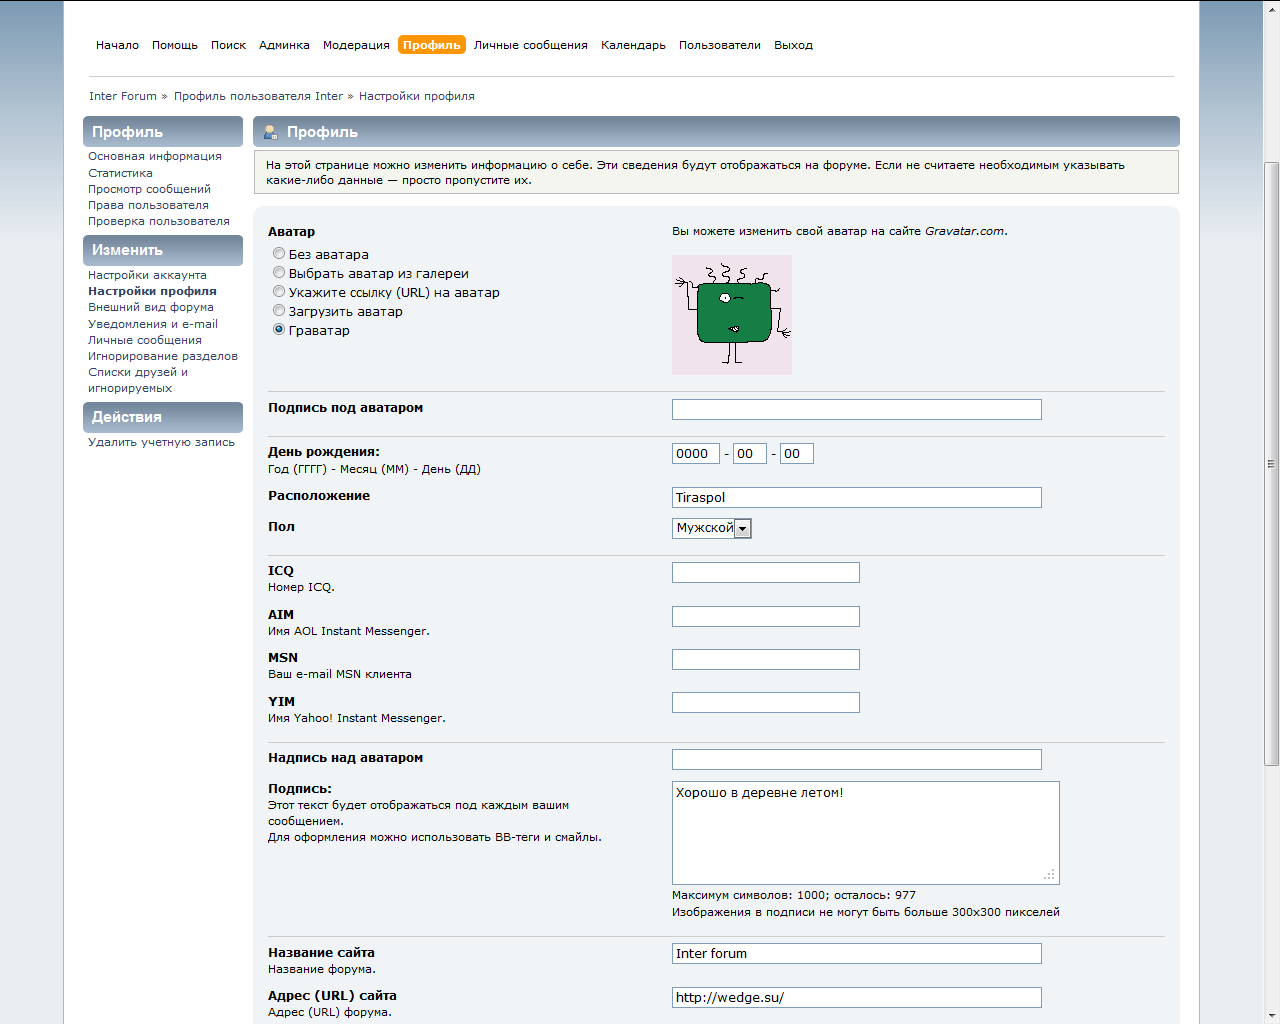 Начало Помощь Поиск Админка Модерация Профиль Личные сообщения Календарь Пользователи Выход
Inter Forum » Профиль пользователя Inter » Настройки профиля
Профиль
Основная информация
Статистика
Просмотр сообщений
Права пользователя
Проверка пользователя
Изменить
Настройки аккаунта
Настройки профиля
Внешний вид форума
Уведомления и e-mail
Личные сообщения
Игнорирование разделов
Списки друзей и
игнорируемых
Действия
Удалить учетную запись
Профиль
На этой странице можно изменить информацию о себе. Эти сведения будут отображаться на форуме. Если не считаете необходимым указывать
какие-либо данные — просто пропустите их.
Аватар
Без аватара
Выбрать аватар из галереи
Укажите ссылку (URL) на аватар
Загрузить аватар
Граватар
Вы можете изменить свой аватар на сайте Gravatar.com.
Подпись под аватаром
День рождения:
Год (ГГГГ) - Месяц (ММ) - День (ДД)
0000 - 00 - 00
Расположение
Tiraspol
Пол
Мужской
ICQ
Номер ICQ.
AIM
Имя AOL Instant Messenger.
MSN
Ваш e-mail MSN клиента
YIM
Имя Yahoo! Instant Messenger.
Надпись над аватаром
Подпись:
Этот текст будет отображаться под каждым вашим
сообщением.
Для оформления можно использовать BB-теги и смайлы.
Хорошо в деревне летом!
Максимум символов: 1000; осталось: 977
Изображения в подписи не могут быть больше 300x300 пикселей
Название сайта
Название форума.
Inter forum
Адрес (URL) сайта
Адрес (URL) форума.
http://wedge.su/